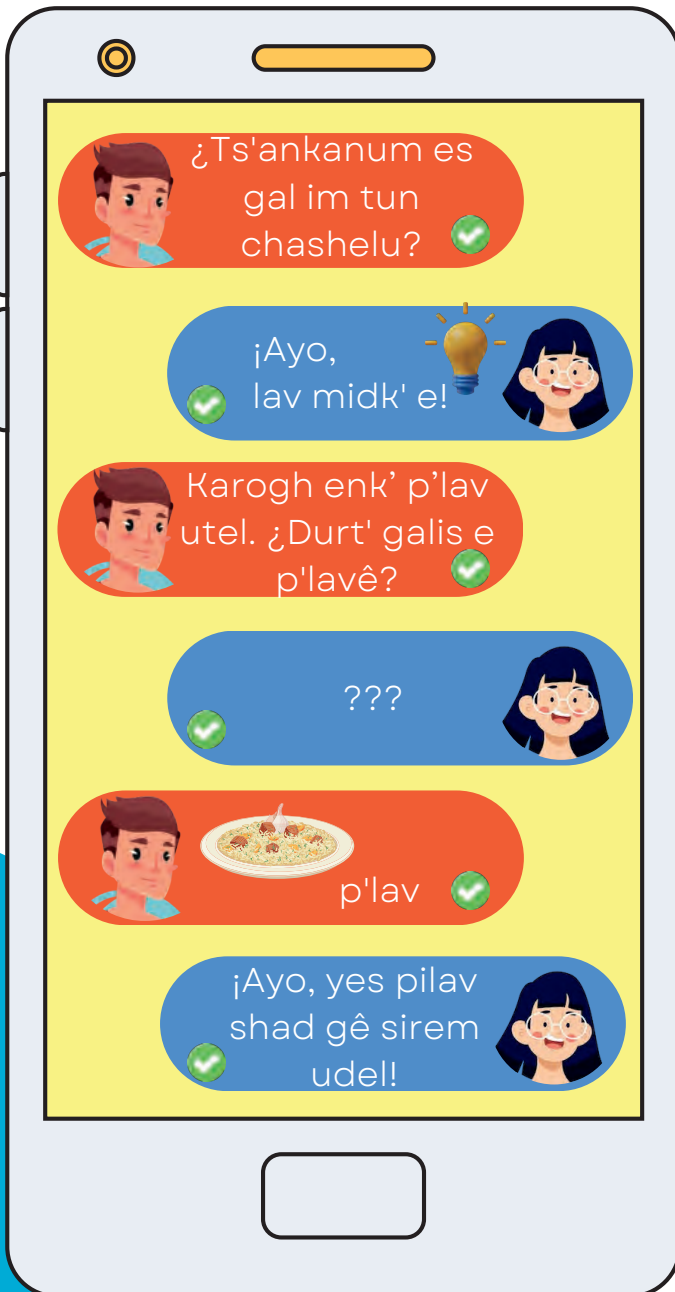 ¿Ts'ankanum es
gal im tun
chashelu?
¡Ayo,
lav midk' e!
Karogh enk’ p’lav
utel. ¿Durt' galis e
p'lavê?
???
p'lav
¡Ayo, yes pilav
shad gê sirem
udel!